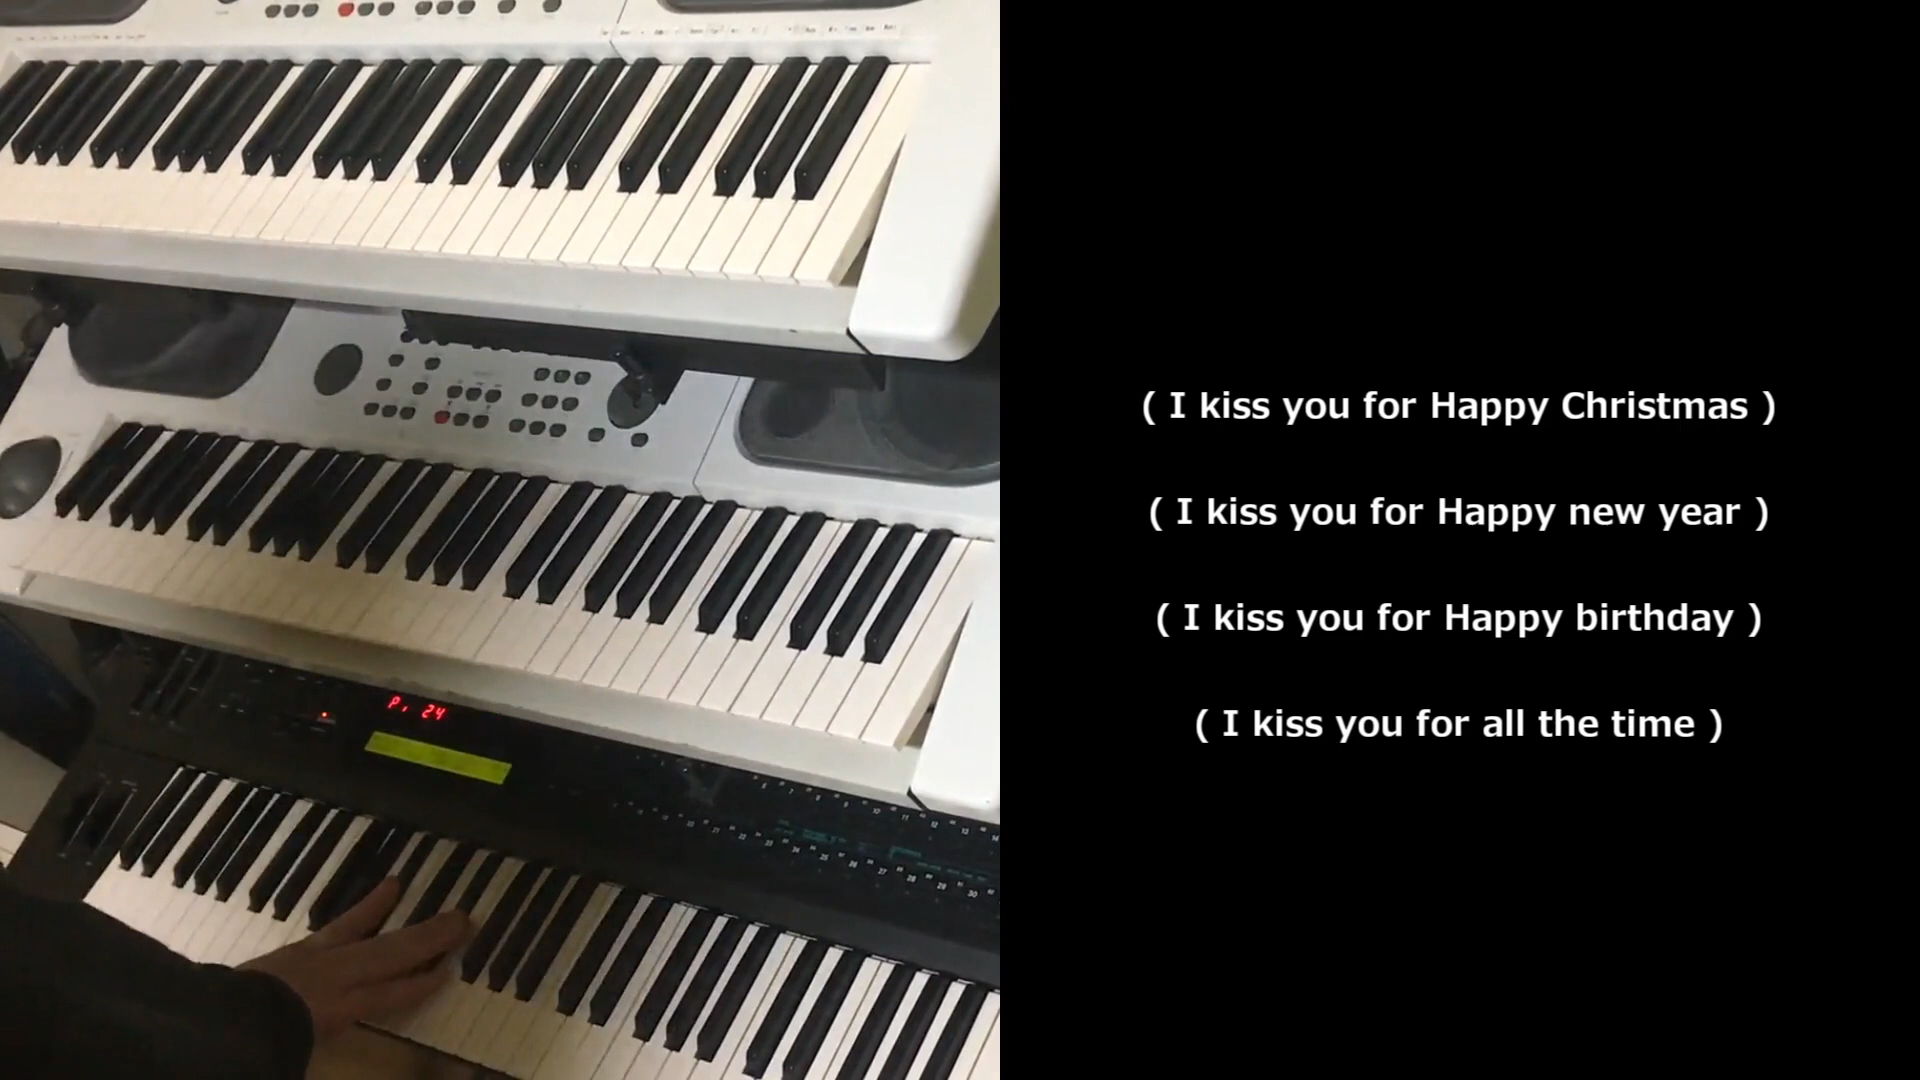 P. 24
( I kiss you for Happy Christmas )
( I kiss you for Happy new year )
( I kiss you for Happy birthday )
( I kiss you for all the time )